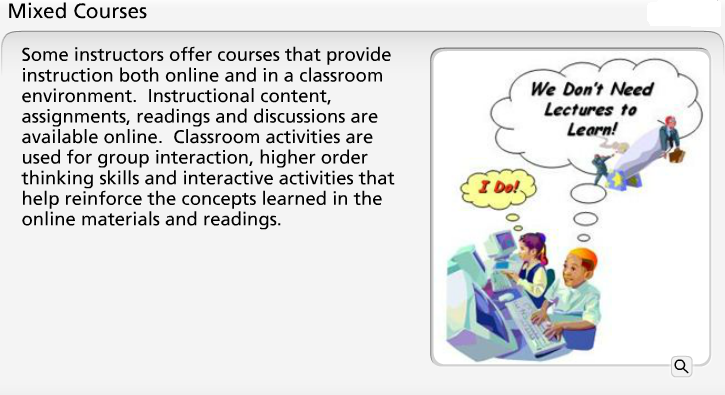 Mixed Courses
Some instructors offer courses that provide
instruction both online and in a classroom
environment.  Instructional content,
assignments, readings and discussions are
available online.  Classroom activities are
used for group interaction, higher order
thinking skills and interactive activities that
help reinforce the concepts learned in the
online materials and readings.
We Don't Need
Lectures to
Learn!
I Do!